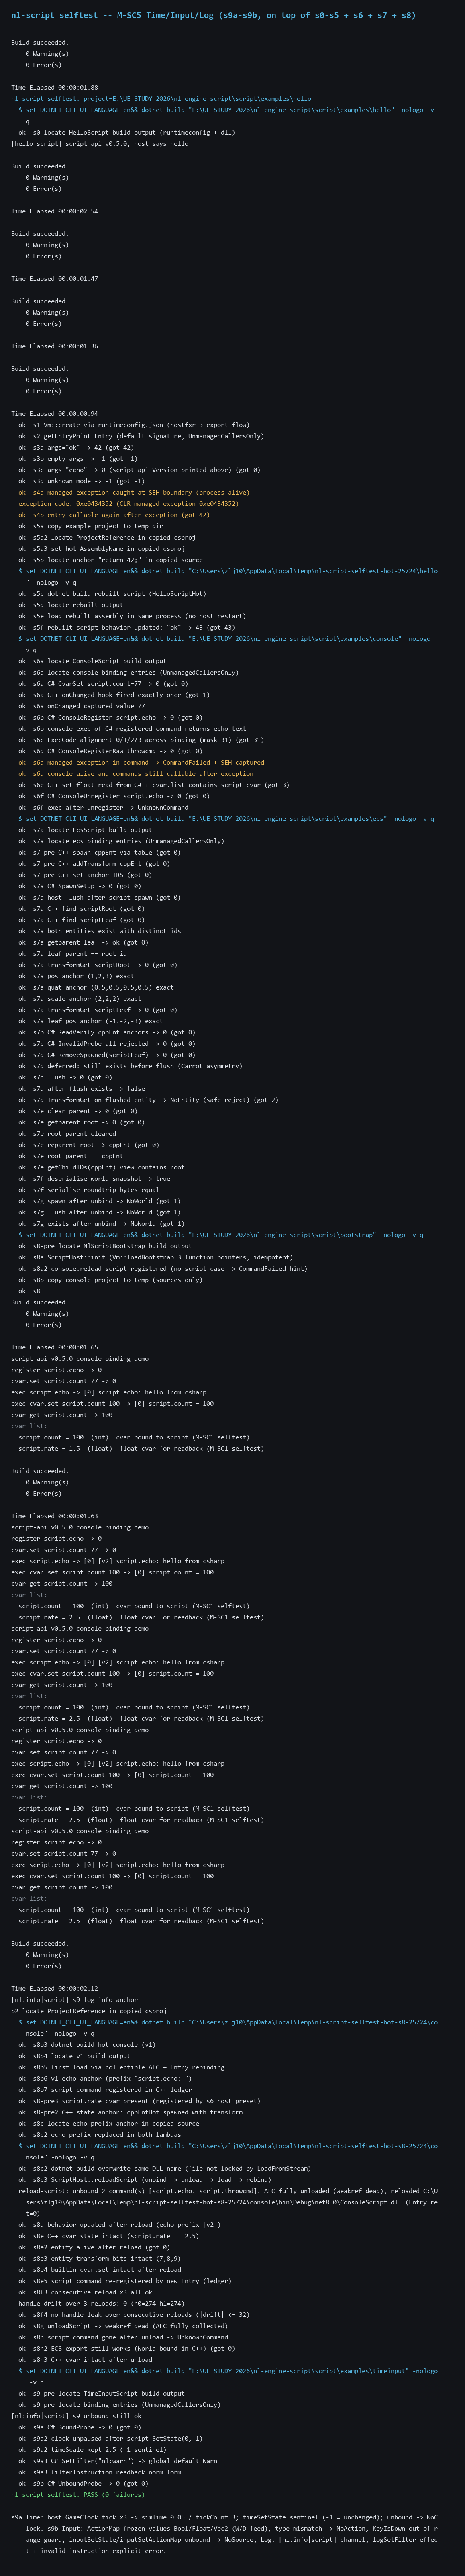 nl-script selftest -- M-SC5 Time/Input/Log (s9a-s9b, on top of s0-s5 + s6 + s7 + s8)
Build succeeded.
0 Warning(s)
0 Error(s)
Time Elapsed 00:00:01.88
nl-script selftest: project=E:\UE_STUDY_2026\nl-engine-script\script\examples\hello
$ set DOTNET_CLI_UI_LANGUAGE=en&& dotnet build "E:\UE_STUDY_2026\nl-engine-script\script\examples\hello" -nologo -v
q
ok  s0 locate HelloScript build output (runtimeconfig + dll)
[hello-script] script-api v0.5.0, host says hello
Build succeeded.
0 Warning(s)
0 Error(s)
Time Elapsed 00:00:02.54
Build succeeded.
0 Warning(s)
0 Error(s)
Time Elapsed 00:00:01.47
Build succeeded.
0 Warning(s)
0 Error(s)
Time Elapsed 00:00:01.36
Build succeeded.
0 Warning(s)
0 Error(s)
Time Elapsed 00:00:00.94
ok  s1 Vm::create via runtimeconfig.json (hostfxr 3-export flow)
ok  s2 getEntryPoint Entry (default signature, UnmanagedCallersOnly)
ok  s3a args="ok" -> 42 (got 42)
ok  s3b empty args -> -1 (got -1)
ok  s3c args="echo" -> 0 (script-api Version printed above) (got 0)
ok  s3d unknown mode -> -1 (got -1)
ok  s4a managed exception caught at SEH boundary (process alive)
exception code: 0xe0434352 (CLR managed exception 0xe0434352)
ok  s4b entry callable again after exception (got 42)
ok  s5a copy example project to temp dir
ok  s5a2 locate ProjectReference in copied csproj
ok  s5a3 set hot AssemblyName in copied csproj
ok  s5b locate anchor "return 42;" in copied source
$ set DOTNET_CLI_UI_LANGUAGE=en&& dotnet build "C:\Users\zlj10\AppData\Local\Temp\nl-script-selftest-hot-25724\hello
" -nologo -v q
ok  s5c dotnet build rebuilt script (HelloScriptHot)
ok  s5d locate rebuilt output
ok  s5e load rebuilt assembly in same process (no host restart)
ok  s5f rebuilt script behavior updated: "ok" -> 43 (got 43)
$ set DOTNET_CLI_UI_LANGUAGE=en&& dotnet build "E:\UE_STUDY_2026\nl-engine-script\script\examples\console" -nologo -
v q
ok  s6a locate ConsoleScript build output
ok  s6a locate console binding entries (UnmanagedCallersOnly)
ok  s6a C# CvarSet script.count=77 -> 0 (got 0)
ok  s6a C++ onChanged hook fired exactly once (got 1)
ok  s6a onChanged captured value 77
ok  s6b C# ConsoleRegister script.echo -> 0 (got 0)
ok  s6b console exec of C#-registered command returns echo text
ok  s6c ExecCode alignment 0/1/2/3 across binding (mask 31) (got 31)
ok  s6d C# ConsoleRegisterRaw throwcmd -> 0 (got 0)
ok  s6d managed exception in command -> CommandFailed + SEH captured
ok  s6d console alive and commands still callable after exception
ok  s6e C++-set float read from C# + cvar.list contains script cvar (got 3)
ok  s6f C# ConsoleUnregister script.echo -> 0 (got 0)
ok  s6f exec after unregister -> UnknownCommand
$ set DOTNET_CLI_UI_LANGUAGE=en&& dotnet build "E:\UE_STUDY_2026\nl-engine-script\script\examples\ecs" -nologo -v q
ok  s7a locate EcsScript build output
ok  s7a locate ecs binding entries (UnmanagedCallersOnly)
ok  s7-pre C++ spawn cppEnt via table (got 0)
ok  s7-pre C++ addTransform cppEnt (got 0)
ok  s7-pre C++ set anchor TRS (got 0)
ok  s7a C# SpawnSetup -> 0 (got 0)
ok  s7a host flush after script spawn (got 0)
ok  s7a C++ find scriptRoot (got 0)
ok  s7a C++ find scriptLeaf (got 0)
ok  s7a both entities exist with distinct ids
ok  s7a getparent leaf -> ok (got 0)
ok  s7a leaf parent == root id
ok  s7a transformGet scriptRoot -> 0 (got 0)
ok  s7a pos anchor (1,2,3) exact
ok  s7a quat anchor (0.5,0.5,0.5,0.5) exact
ok  s7a scale anchor (2,2,2) exact
ok  s7a transformGet scriptLeaf -> 0 (got 0)
ok  s7a leaf pos anchor (-1,-2,-3) exact
ok  s7b C# ReadVerify cppEnt anchors -> 0 (got 0)
ok  s7c C# InvalidProbe all rejected -> 0 (got 0)
ok  s7d C# RemoveSpawned(scriptLeaf) -> 0 (got 0)
ok  s7d deferred: still exists before flush (Carrot asymmetry)
ok  s7d flush -> 0 (got 0)
ok  s7d after flush exists -> false
ok  s7d TransformGet on flushed entity -> NoEntity (safe reject) (got 2)
ok  s7e clear parent -> 0 (got 0)
ok  s7e getparent root -> 0 (got 0)
ok  s7e root parent cleared
ok  s7e reparent root -> cppEnt (got 0)
ok  s7e root parent == cppEnt
ok  s7e getChildIDs(cppEnt) view contains root
ok  s7f deserialise world snapshot -> true
ok  s7f serialise roundtrip bytes equal
ok  s7g spawn after unbind -> NoWorld (got 1)
ok  s7g flush after unbind -> NoWorld (got 1)
ok  s7g exists after unbind -> NoWorld (got 1)
$ set DOTNET_CLI_UI_LANGUAGE=en&& dotnet build "E:\UE_STUDY_2026\nl-engine-script\script\bootstrap" -nologo -v q
ok  s8-pre locate NlScriptBootstrap build output
ok  s8a ScriptHost::init (Vm::loadBootstrap 3 function pointers, idempotent)
ok  s8a2 console.reload-script registered (no-script case -> CommandFailed hint)
ok  s8b copy console project to temp (sources only)
ok  s8
Build succeeded.
0 Warning(s)
0 Error(s)
Time Elapsed 00:00:01.65
script-api v0.5.0 console binding demo
register script.echo -> 0
cvar.set script.count 77 -> 0
exec script.echo -> [0] script.echo: hello from csharp
exec cvar.set script.count 100 -> [0] script.count = 100
cvar get script.count -> 100
cvar list:
script.count = 100  (int)  cvar bound to script (M-SC1 selftest)
script.rate = 1.5  (float)  float cvar for readback (M-SC1 selftest)
Build succeeded.
0 Warning(s)
0 Error(s)
Time Elapsed 00:00:01.63
script-api v0.5.0 console binding demo
register script.echo -> 0
cvar.set script.count 77 -> 0
exec script.echo -> [0] [v2] script.echo: hello from csharp
exec cvar.set script.count 100 -> [0] script.count = 100
cvar get script.count -> 100
cvar list:
script.count = 100  (int)  cvar bound to script (M-SC1 selftest)
script.rate = 2.5  (float)  float cvar for readback (M-SC1 selftest)
script-api v0.5.0 console binding demo
register script.echo -> 0
cvar.set script.count 77 -> 0
exec script.echo -> [0] [v2] script.echo: hello from csharp
exec cvar.set script.count 100 -> [0] script.count = 100
cvar get script.count -> 100
cvar list:
script.count = 100  (int)  cvar bound to script (M-SC1 selftest)
script.rate = 2.5  (float)  float cvar for readback (M-SC1 selftest)
script-api v0.5.0 console binding demo
register script.echo -> 0
cvar.set script.count 77 -> 0
exec script.echo -> [0] [v2] script.echo: hello from csharp
exec cvar.set script.count 100 -> [0] script.count = 100
cvar get script.count -> 100
cvar list:
script.count = 100  (int)  cvar bound to script (M-SC1 selftest)
script.rate = 2.5  (float)  float cvar for readback (M-SC1 selftest)
script-api v0.5.0 console binding demo
register script.echo -> 0
cvar.set script.count 77 -> 0
exec script.echo -> [0] [v2] script.echo: hello from csharp
exec cvar.set script.count 100 -> [0] script.count = 100
cvar get script.count -> 100
cvar list:
script.count = 100  (int)  cvar bound to script (M-SC1 selftest)
script.rate = 2.5  (float)  float cvar for readback (M-SC1 selftest)
Build succeeded.
0 Warning(s)
0 Error(s)
Time Elapsed 00:00:02.12
[nl:info|script] s9 log info anchor
b2 locate ProjectReference in copied csproj
$ set DOTNET_CLI_UI_LANGUAGE=en&& dotnet build "C:\Users\zlj10\AppData\Local\Temp\nl-script-selftest-hot-s8-25724\co
nsole" -nologo -v q
ok  s8b3 dotnet build hot console (v1)
ok  s8b4 locate v1 build output
ok  s8b5 first load via collectible ALC + Entry rebinding
ok  s8b6 v1 echo anchor (prefix "script.echo: ")
ok  s8b7 script command registered in C++ ledger
ok  s8-pre3 script.rate cvar present (registered by s6 host preset)
ok  s8-pre2 C++ state anchor: cppEntHot spawned with transform
ok  s8c locate echo prefix anchor in copied source
ok  s8c2 echo prefix replaced in both lambdas
$ set DOTNET_CLI_UI_LANGUAGE=en&& dotnet build "C:\Users\zlj10\AppData\Local\Temp\nl-script-selftest-hot-s8-25724\co
nsole" -nologo -v q
ok  s8c2 dotnet build overwrite same DLL name (file not locked by LoadFromStream)
ok  s8c3 ScriptHost::reloadScript (unbind -> unload -> load -> rebind)
reload-script: unbound 2 command(s) [script.echo, script.throwcmd], ALC fully unloaded (weakref dead), reloaded C:\U
sers\zlj10\AppData\Local\Temp\nl-script-selftest-hot-s8-25724\console\bin\Debug\net8.0\ConsoleScript.dll (Entry re
t=0)
ok  s8d behavior updated after reload (echo prefix [v2])
ok  s8e C++ cvar state intact (script.rate == 2.5)
ok  s8e2 entity alive after reload (got 0)
ok  s8e3 entity transform bits intact (7,8,9)
ok  s8e4 builtin cvar.set intact after reload
ok  s8e5 script command re-registered by new Entry (ledger)
ok  s8f3 consecutive reload x3 all ok
handle drift over 3 reloads: 0 (h0=274 h1=274)
ok  s8f4 no handle leak over consecutive reloads (|drift| <= 32)
ok  s8g unloadScript -> weakref dead (ALC fully collected)
ok  s8h script command gone after unload -> UnknownCommand
ok  s8h2 ECS export still works (World bound in C++) (got 0)
ok  s8h3 C++ cvar intact after unload
$ set DOTNET_CLI_UI_LANGUAGE=en&& dotnet build "E:\UE_STUDY_2026\nl-engine-script\script\examples\timeinput" -nologo
-v q
ok  s9-pre locate TimeInputScript build output
ok  s9-pre locate binding entries (UnmanagedCallersOnly)
[nl:info|script] s9 unbound still ok
ok  s9a C# BoundProbe -> 0 (got 0)
ok  s9a2 clock unpaused after script SetState(0,-1)
ok  s9a2 timeScale kept 2.5 (-1 sentinel)
ok  s9a3 C# SetFilter("nl:warn") -> global default Warn
ok  s9a3 filterInstruction readback norm form
ok  s9b C# UnboundProbe -> 0 (got 0)
nl-script selftest: PASS (0 failures)
s9a Time: host GameClock tick x3 -> simTime 0.05 / tickCount 3; timeSetState sentinel (-1 = unchanged); unbound -> NoC
lock. s9b Input: ActionMap frozen values Bool/Float/Vec2 (W/D feed), type mismatch -> NoAction, KeyIsDown out-of-r
ange guard, inputSetState/inputSetActionMap unbound -> NoSource; Log: [nl:info|script] channel, logSetFilter effec
t + invalid instruction explicit error.